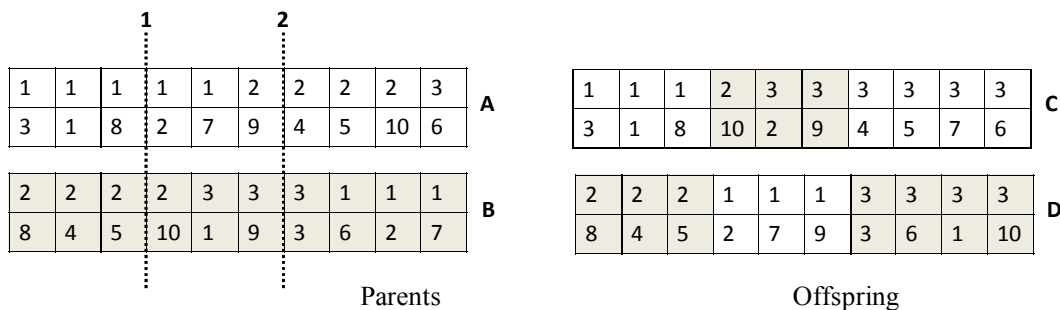 1 2
1 1 1 1 1 2 2 2 2 3
3 1 8 2 7 9 4 5 10 6
A
2 2 2 2 3 3 3 1 1 1
8 4 5 10 1 9 3 6 2 7
B
Parents
1 1 1 2 3 3 3 3 3 3
3 1 8 10 2 9 4 5 7 6
C
2 2 2 1 1 1 3 3 3 3
8 4 5 2 7 9 3 6 1 10
D
Offspring